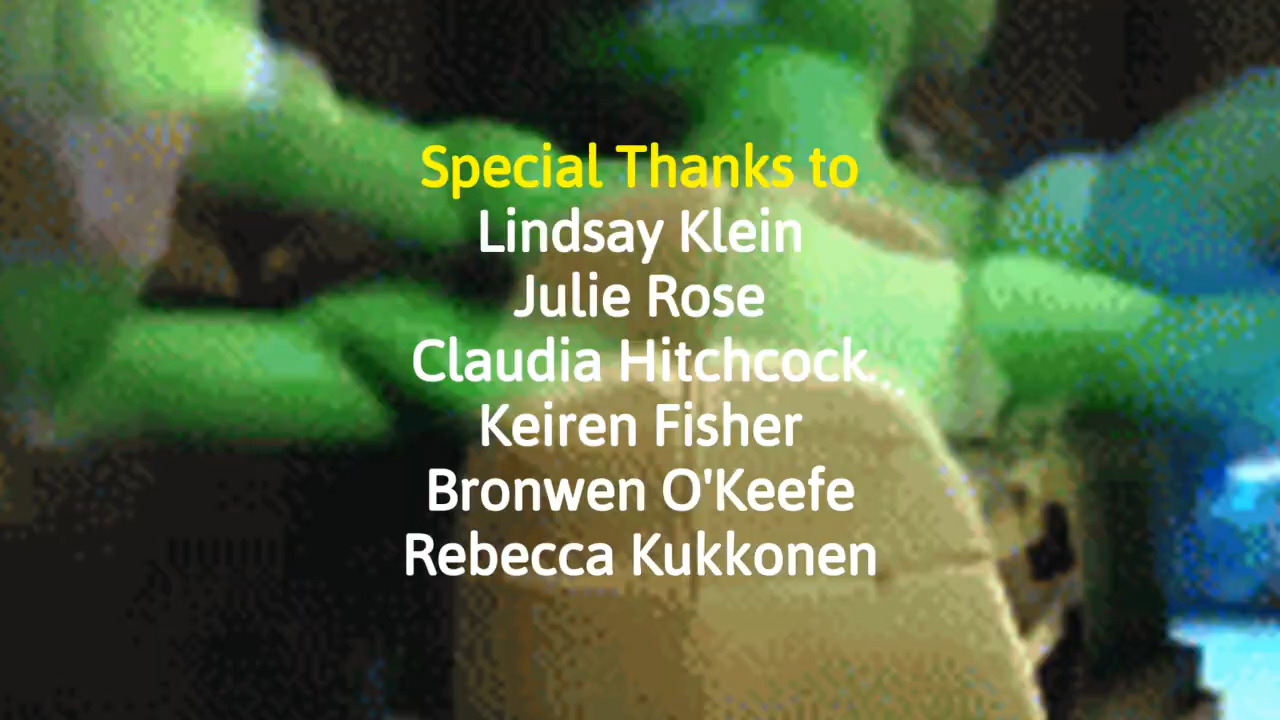 Special Thanks to
Lindsay Klein
Julie Rose
Claudia Hitchcock
Keiren Fisher
Bronwen O'Keefe
Rebecca Kukkonen